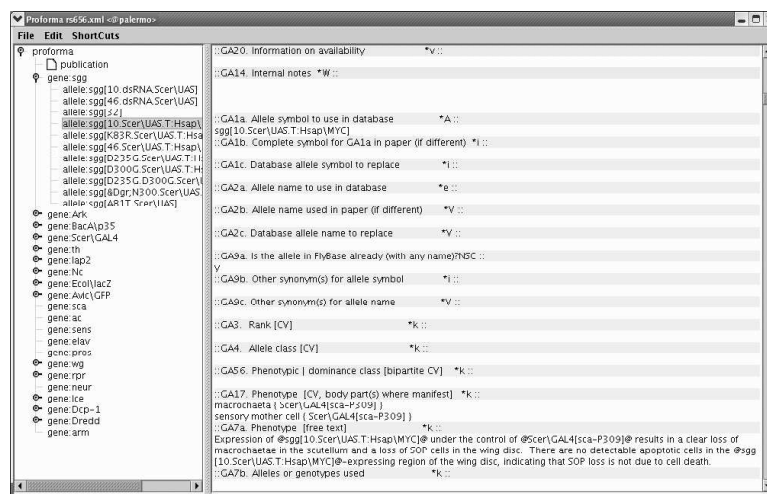 Proforma rs656.xml <@palermo>
File Edit ShortCuts
proforma
publication
gene:sgg
allele:sgg[10.dsRNA.Scer\UAS]
allele:sgg[46.dsRNA.Scer\UAS]
allele:sgg[32]
allele:sgg[10.Scer\UAS.T:Hsap\
allele:sgg[K83R.Scer\UAS.T:Hsa
allele:sgg[46.Scer\UAS.T:Hsap\
allele:sgg[D235G.Scer\UAS.T:H
allele:sgg[D300G.Scer\UAS.T:H
allele:sgg[D235G.D300G.Scer\
allele:sgg[&Dgr;N300.Scer\UAS.
allele:sgg[A81T.Scer\UAS]
gene:Ark
gene:BacA\p35
gene:Scer\GAL4
gene:th
gene:Iap2
gene:Nc
gene:Ecol\lacZ
gene:Avic\GFP
gene:sca
gene:ac
gene:sens
gene:elav
gene:pros
gene:wg
gene:rpr
gene:neur
gene:Ice
gene:Dcp-1
gene:Dredd
gene:arm
::GA20. Information on availability *v ::
::GA14. Internal notes *W ::
::GA1a. Allele symbol to use in database *A ::
sgg[10.Scer\UAS.T:Hsap\MYC]
::GA1b. Complete symbol for GA1a in paper (if different) *i ::
::GA1c. Database allele symbol to replace *i ::
::GA2a. Allele name to use in database *e ::
::GA2b. Allele name used in paper (if different) *V ::
::GA2c. Database allele name to replace *V ::
::GA9a. Is the allele in FlyBase already (with any name)?NSC ::
y
::GA9b. Other synonym(s) for allele symbol *i ::
::GA9c. Other synonym(s) for allele name *V ::
::GA3. Rank [CV] *k ::
::GA4. Allele class [CV] *k ::
::GA56. Phenotypic | dominance class [bipartite CV] *k ::
::GA17. Phenotype [CV, body part(s) where manifest] *k ::
macrochaeta { Scer\GAL4[sca-P309] }
sensory mother cell { Scer\GAL4[sca-P309] }
::GA7a. Phenotype [free text] *k ::
Expression of @sgg[10.Scer\UAS.T:Hsap\MYC]@ under the control of @Scer\GAL4[sca-P309]@ results in a clear loss of
macrochaetae in the scutellum and a loss of SOP cells in the wing disc. There are no detectable apoptotic cells in the @sgg
[10.Scer\UAS.T:Hsap\MYC]@-expressing region of the wing disc, indicating that SOP loss is not due to cell death.
::GA7b. Alleles or genotypes used *k ::